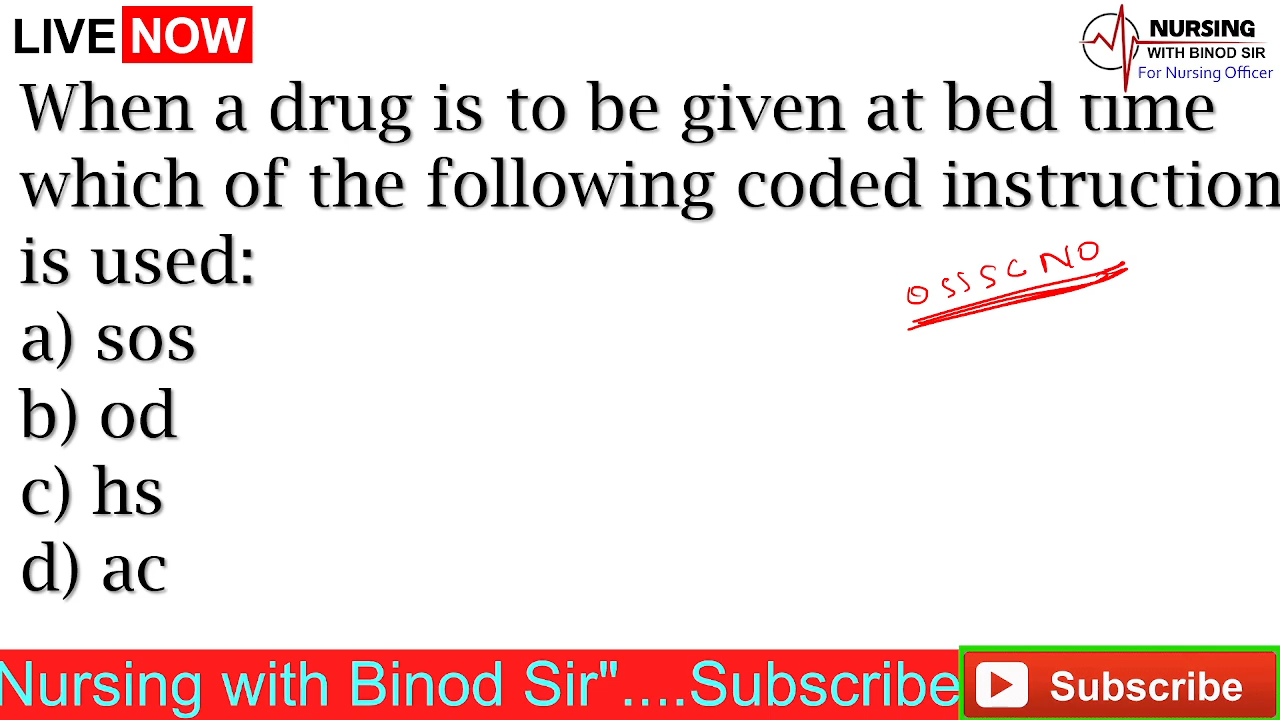 LIVE NOW
NURSING
WITH BINOD SIR
For Nursing Officer
When a drug is to be given at bed time
which of the following coded instruction
is used:
OSSSC NO
a) sos
b) od
c) hs
d) ac
Nursing with Binod Sir"....Subscribe
Subscribe